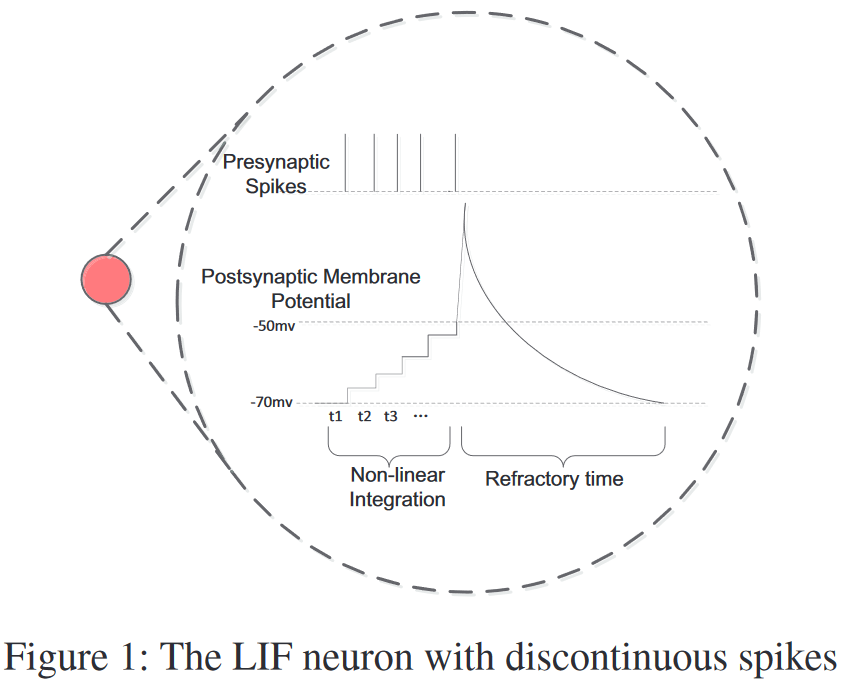 Presynaptic
Spikes
Postsynaptic Membrane
Potential
-50mv
-70mv
t1 t2 t3 ...
Non-linear
Integration
Refractory time
Figure 1: The LIF neuron with discontinuous spikes